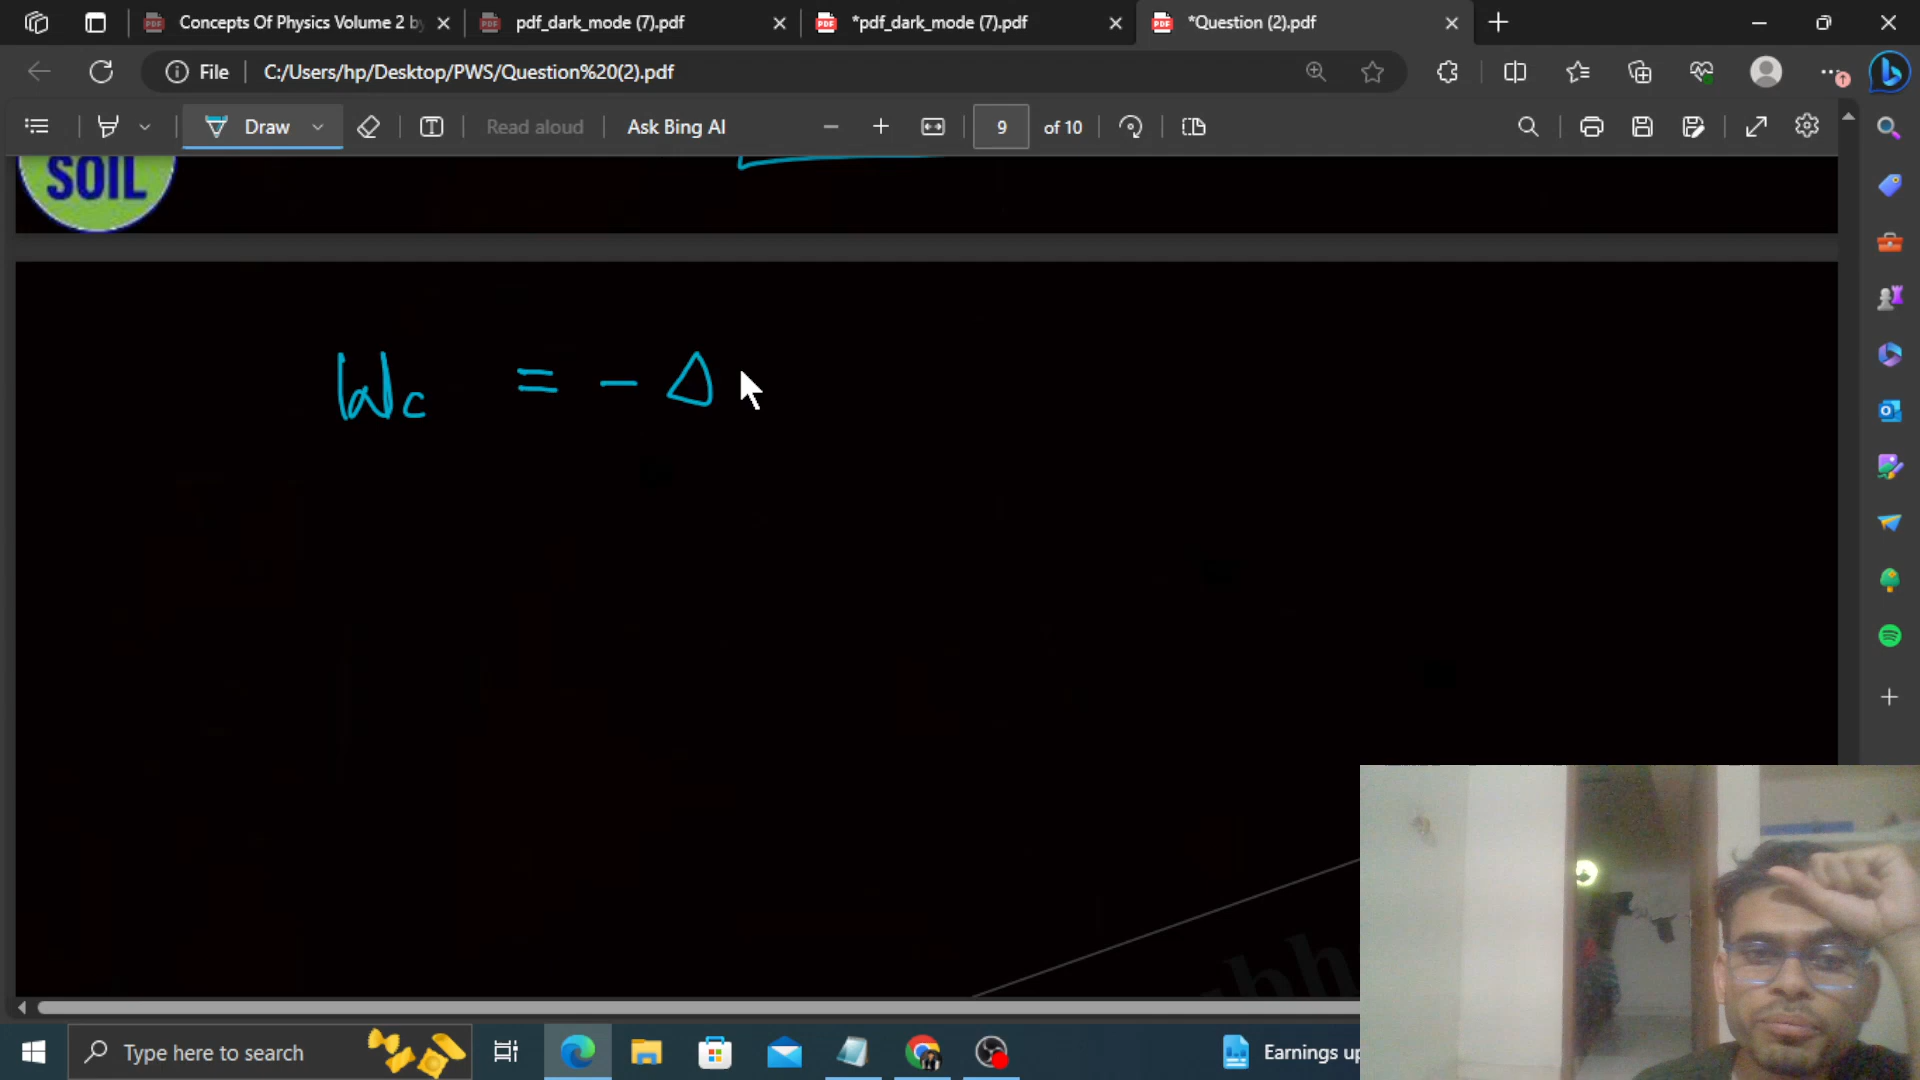 Concepts Of Physics Volume 2 by
pdf_dark_mode (7).pdf
*pdf_dark_mode (7).pdf
*Question (2).pdf
File
C:/Users/hp/Desktop/PWS/Question%20(2).pdf
Draw
Read aloud
Ask Bing AI
9
of 10
SOIL
Wc = - Δ
bh
Type here to search
Earnings up